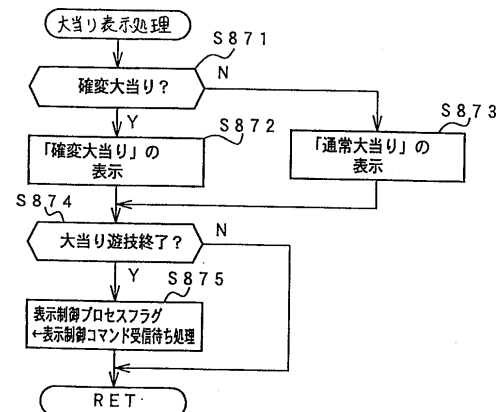 大当り表示処理
S871
確変大当り?
N
Y
S872
「確変大当り」の
表示
S873
「通常大当り」の
表示
S874
大当り遊技終了?
N
Y
S875
表示制御プロセスフラグ
←表示制御コマンド受信待ち処理
RET